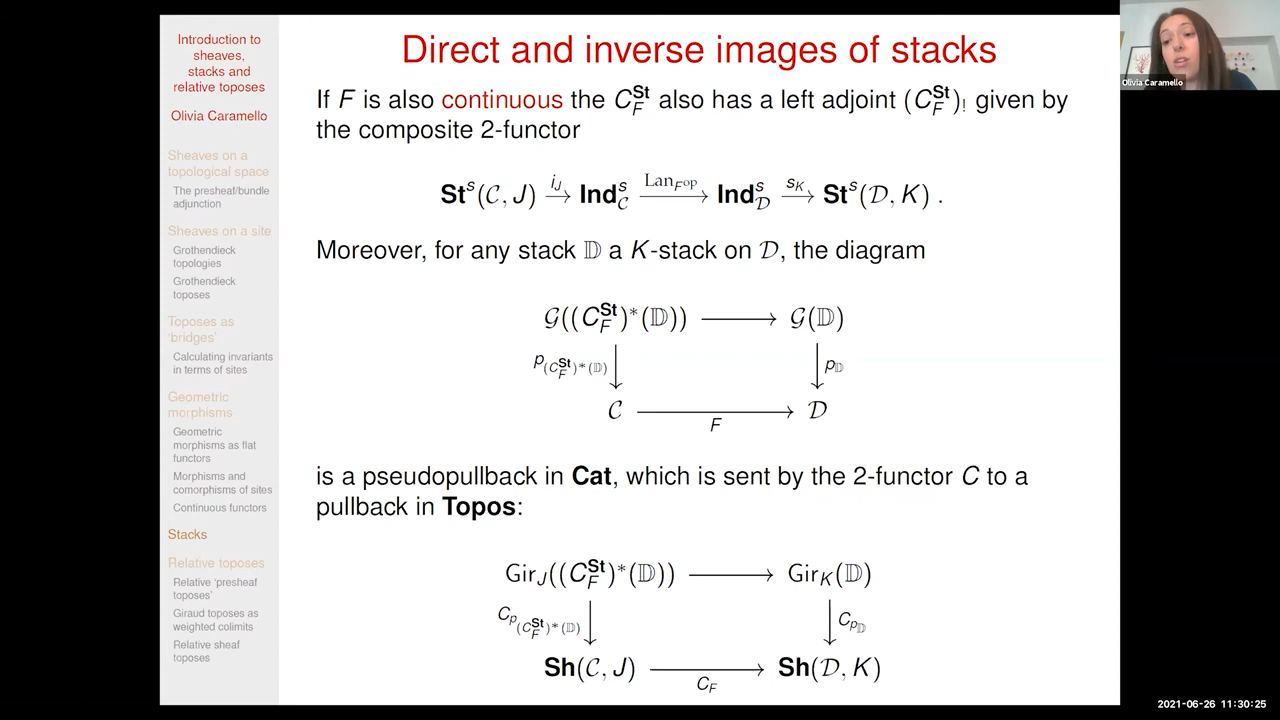 Introduction to
sheaves,
stacks and
relative toposes
Olivia Caramello
Sheaves on a
topological space
The presheaf/bundle
adjunction
Sheaves on a site
Grothendieck
topologies
Grothendieck
toposes
Toposes as
‘bridges’
Calculating invariants
in terms of sites
Geometric
morphisms
Geometric
morphisms as flat
functors
Morphisms and
comorphisms of sites
Continuous functors
Stacks
Relative toposes
Relative ‘presheaf
toposes’
Giraud toposes as
weighted colimits
Relative sheaf
toposes
Direct and inverse images of stacks
If F is also continuous the C_F^St also has a left adjoint (C_F^St)_! given by
the composite 2-functor
St^s(𝒞, J) →^{i_J} Ind^s_𝒞 →^{Lan_{F^op}} Ind^s_𝒟 →^{s_K} St^s(𝒟, K) .
Moreover, for any stack 𝔻 a K-stack on 𝒟, the diagram
𝒢((C_F^St)^*(𝔻)) ⟶ 𝒢(𝔻)
p_{(C_F^St)^*(𝔻)} ↓ ↓ p_𝔻
𝒞 ⟶ 𝒟
F
is a pseudopullback in Cat, which is sent by the 2-functor C to a
pullback in Topos:
Gir_J((C_F^St)^*(𝔻)) ⟶ Gir_K(𝔻)
C_{p_{(C_F^St)^*(𝔻)}} ↓ ↓ C_{p_𝔻}
Sh(𝒞, J) ⟶ Sh(𝒟, K)
C_F
Olivia Caramello
2021-06-26 11:30:25